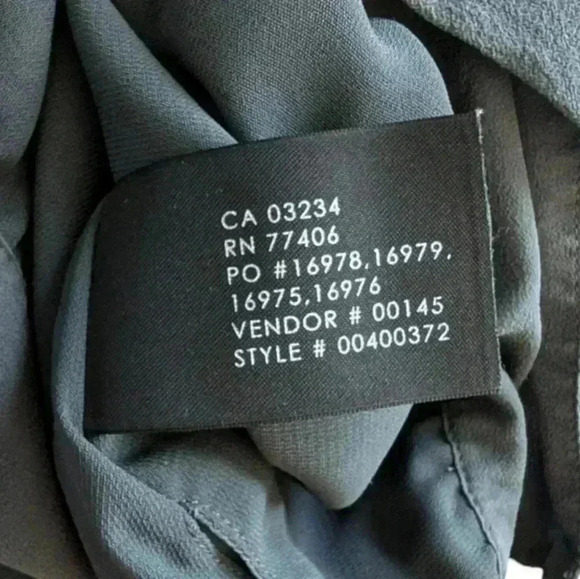 CA 03234
RN 77406
PO #16978,16979,
16975,16976
VENDOR # 00145
STYLE # 00400372